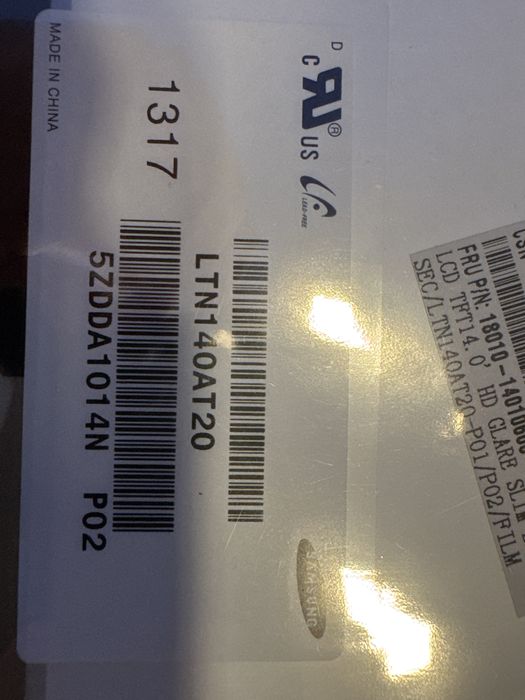 MADE IN CHINA
1317
5ZDDA1014N P02
LTN140AT20
D
C
US
LEAD-FREE
SAMSUNG
FRU P/N: 18010-14010600
LCD TFT14.0' HD GLARE SLIM
SEC/LTN140AT20-P01/P02/FILM